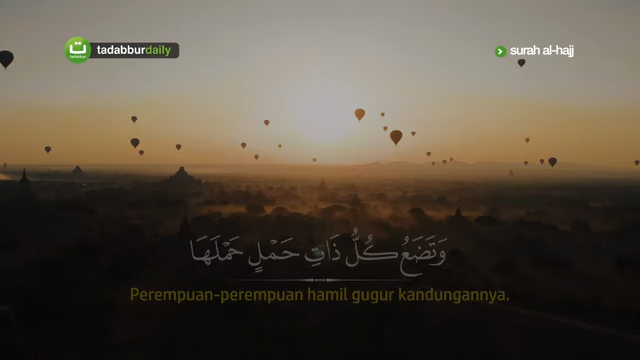 tadabburdaily
surah al-hajj
وَتَضَعُ كُلُّ ذَاتِ حَمْلٍ حَمْلَهَا
Perempuan-perempuan hamil gugur kandungannya.